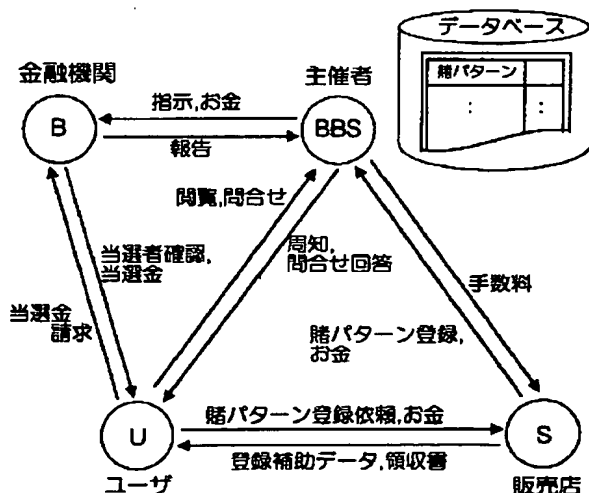 データベース
賭パターン
:
:
金融機関
主催者
指示,お金
B
BBS
報告
閲覧,問合せ
周知,
問合せ回答
当選者確認,
当選金
手数料
当選金
請求
賭パターン登録,
お金
賭パターン登録依頼,お金
U
S
登録補助データ,領収書
ユーザ
販売店